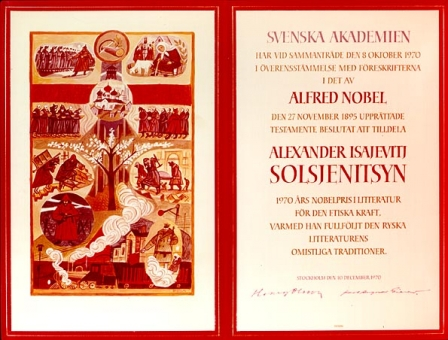 SVENSKA AKADEMIEN
HAR VID SAMMANTRÄDE DEN 8 OKTOBER 1970
I ÖVERENSSTÄMMELSE MED FÖRESKRIFTERNA
I DET AV
ALFRED NOBEL
DEN 27 NOVEMBER 1895 UPPRÄTTADE
TESTAMENTE BESLUTAT ATT TILLDELA
ALEXANDER ISAJEVITJ
SOLSJENITSYN
1970 ÅRS NOBELPRIS I LITTERATUR
FÖR DEN ETISKA KRAFT,
VARMED HAN FULLFÖLJT DEN RYSKA
LITTERATURENS
OMISTLIGA TRADITIONER.
STOCKHOLM DEN 10 DECEMBER 1970